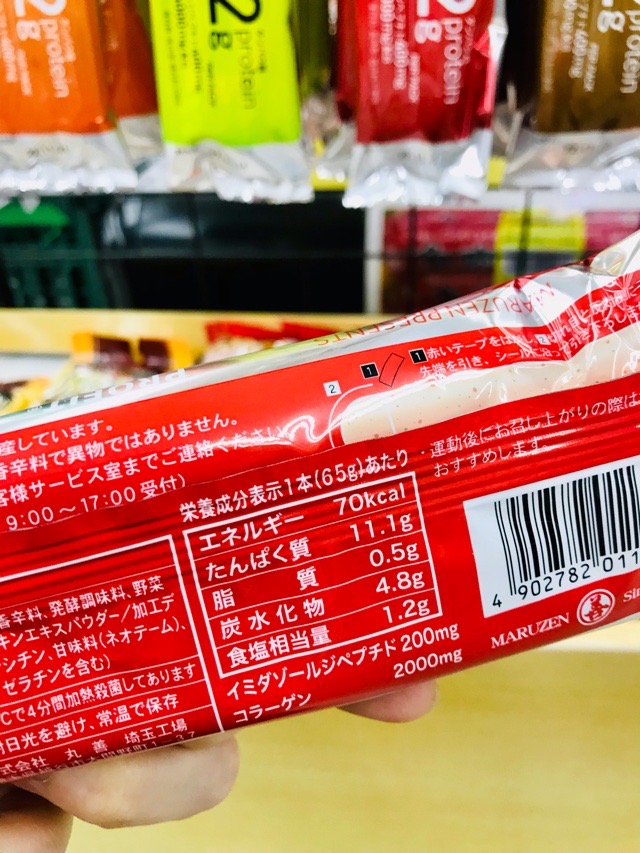 2g
protein
2g
protein
2g
protein
2g
protein
MARUZEN PRESENTS
1 赤いテープを
先端を引き、シール
産しています。
香辛料で異物ではありません。
客様サービス室までご連絡ください
9:00～17:00 受付)
・運動後にお召し上がりの際は
おすすめします。
栄養成分表示1本(65g)あたり
エネルギー 70kcal
たんぱく質 11.1g
脂質 0.5g
炭水化物 4.8g
食塩相当量 1.2g
イミダゾールジペプチド 200mg
コラーゲン 2000mg
香辛料、発酵調味料、野菜
キンエキスパウダー/加工デ
シチン、甘味料(ネオテーム)、
ゼラチンを含む)
℃で4分間加熱殺菌してあります
射日光を避け、常温で保存
式会社 丸善 埼玉工場
4 902782 011
MARUZEN